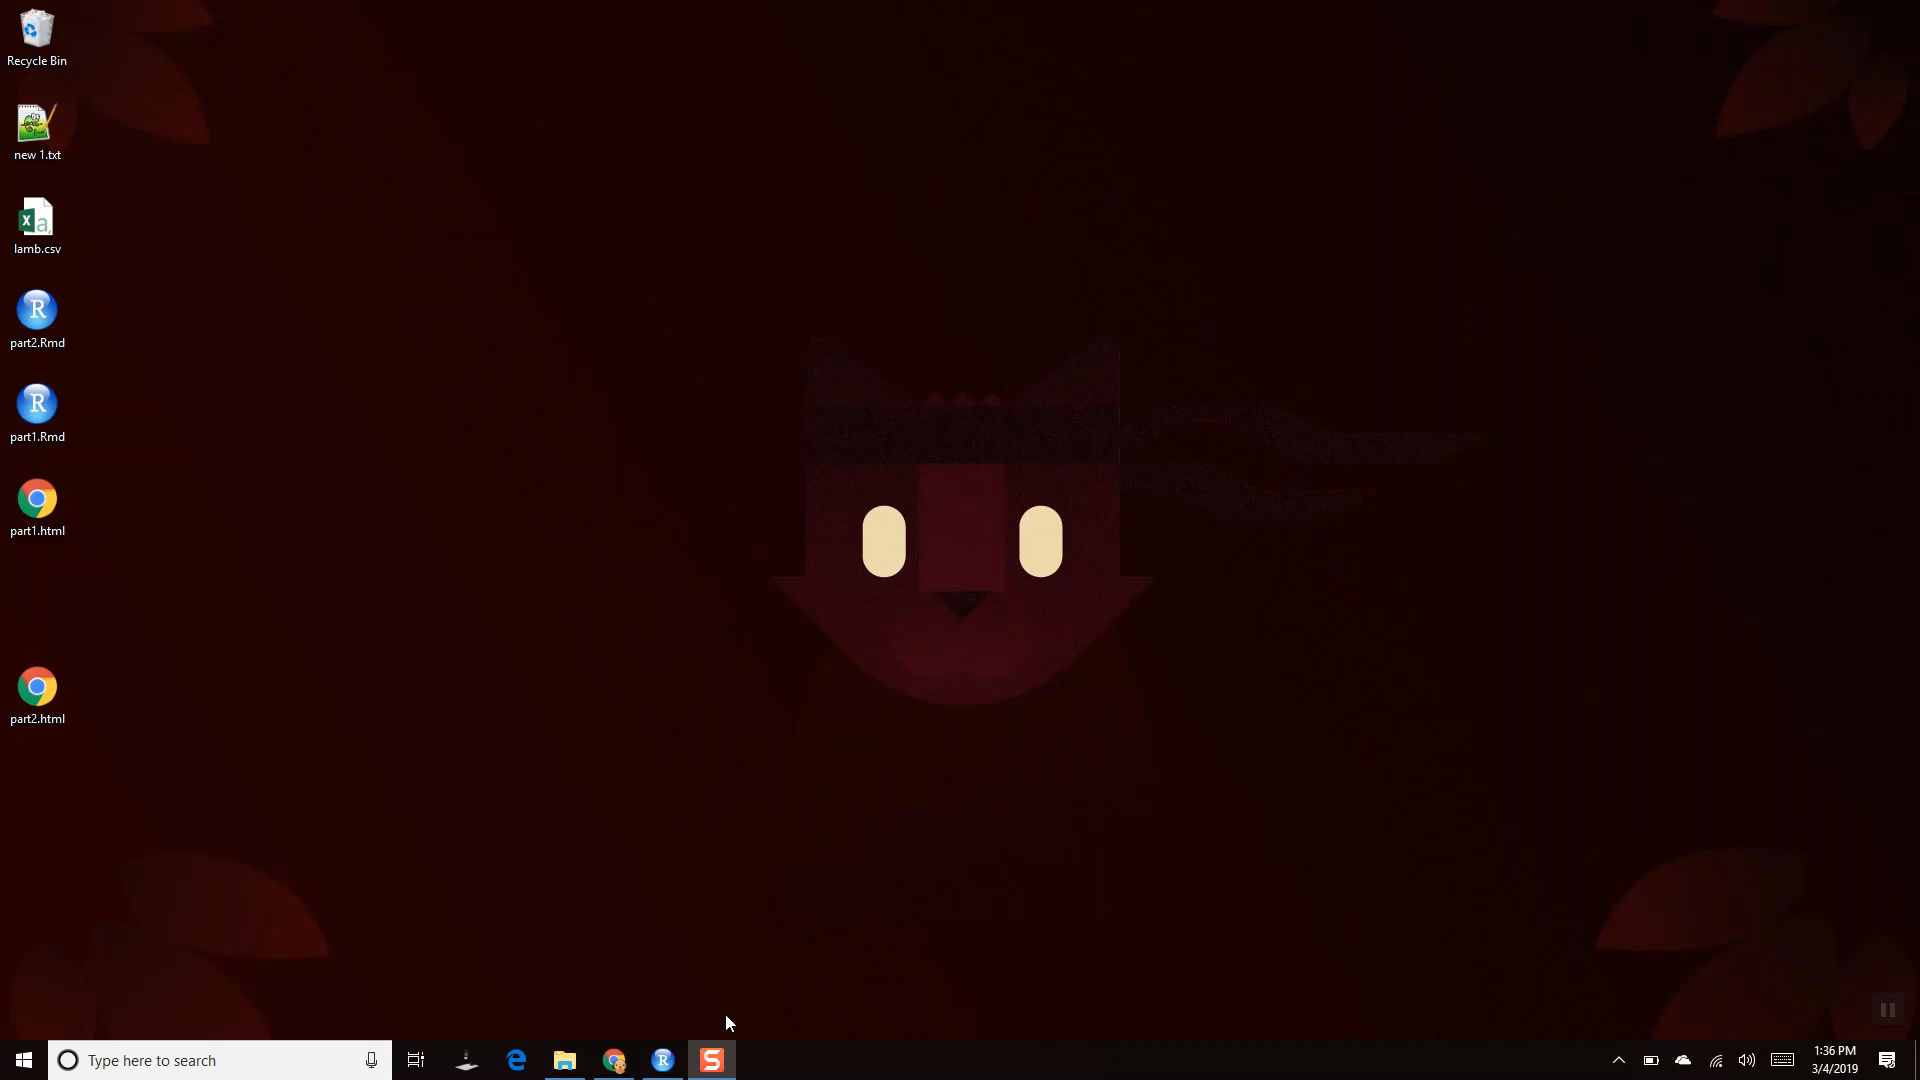 Recycle Bin
new 1.txt
lamb.csv
part2.Rmd
part1.Rmd
part1.html
part2.html
Type here to search
1:36 PM
3/4/2019